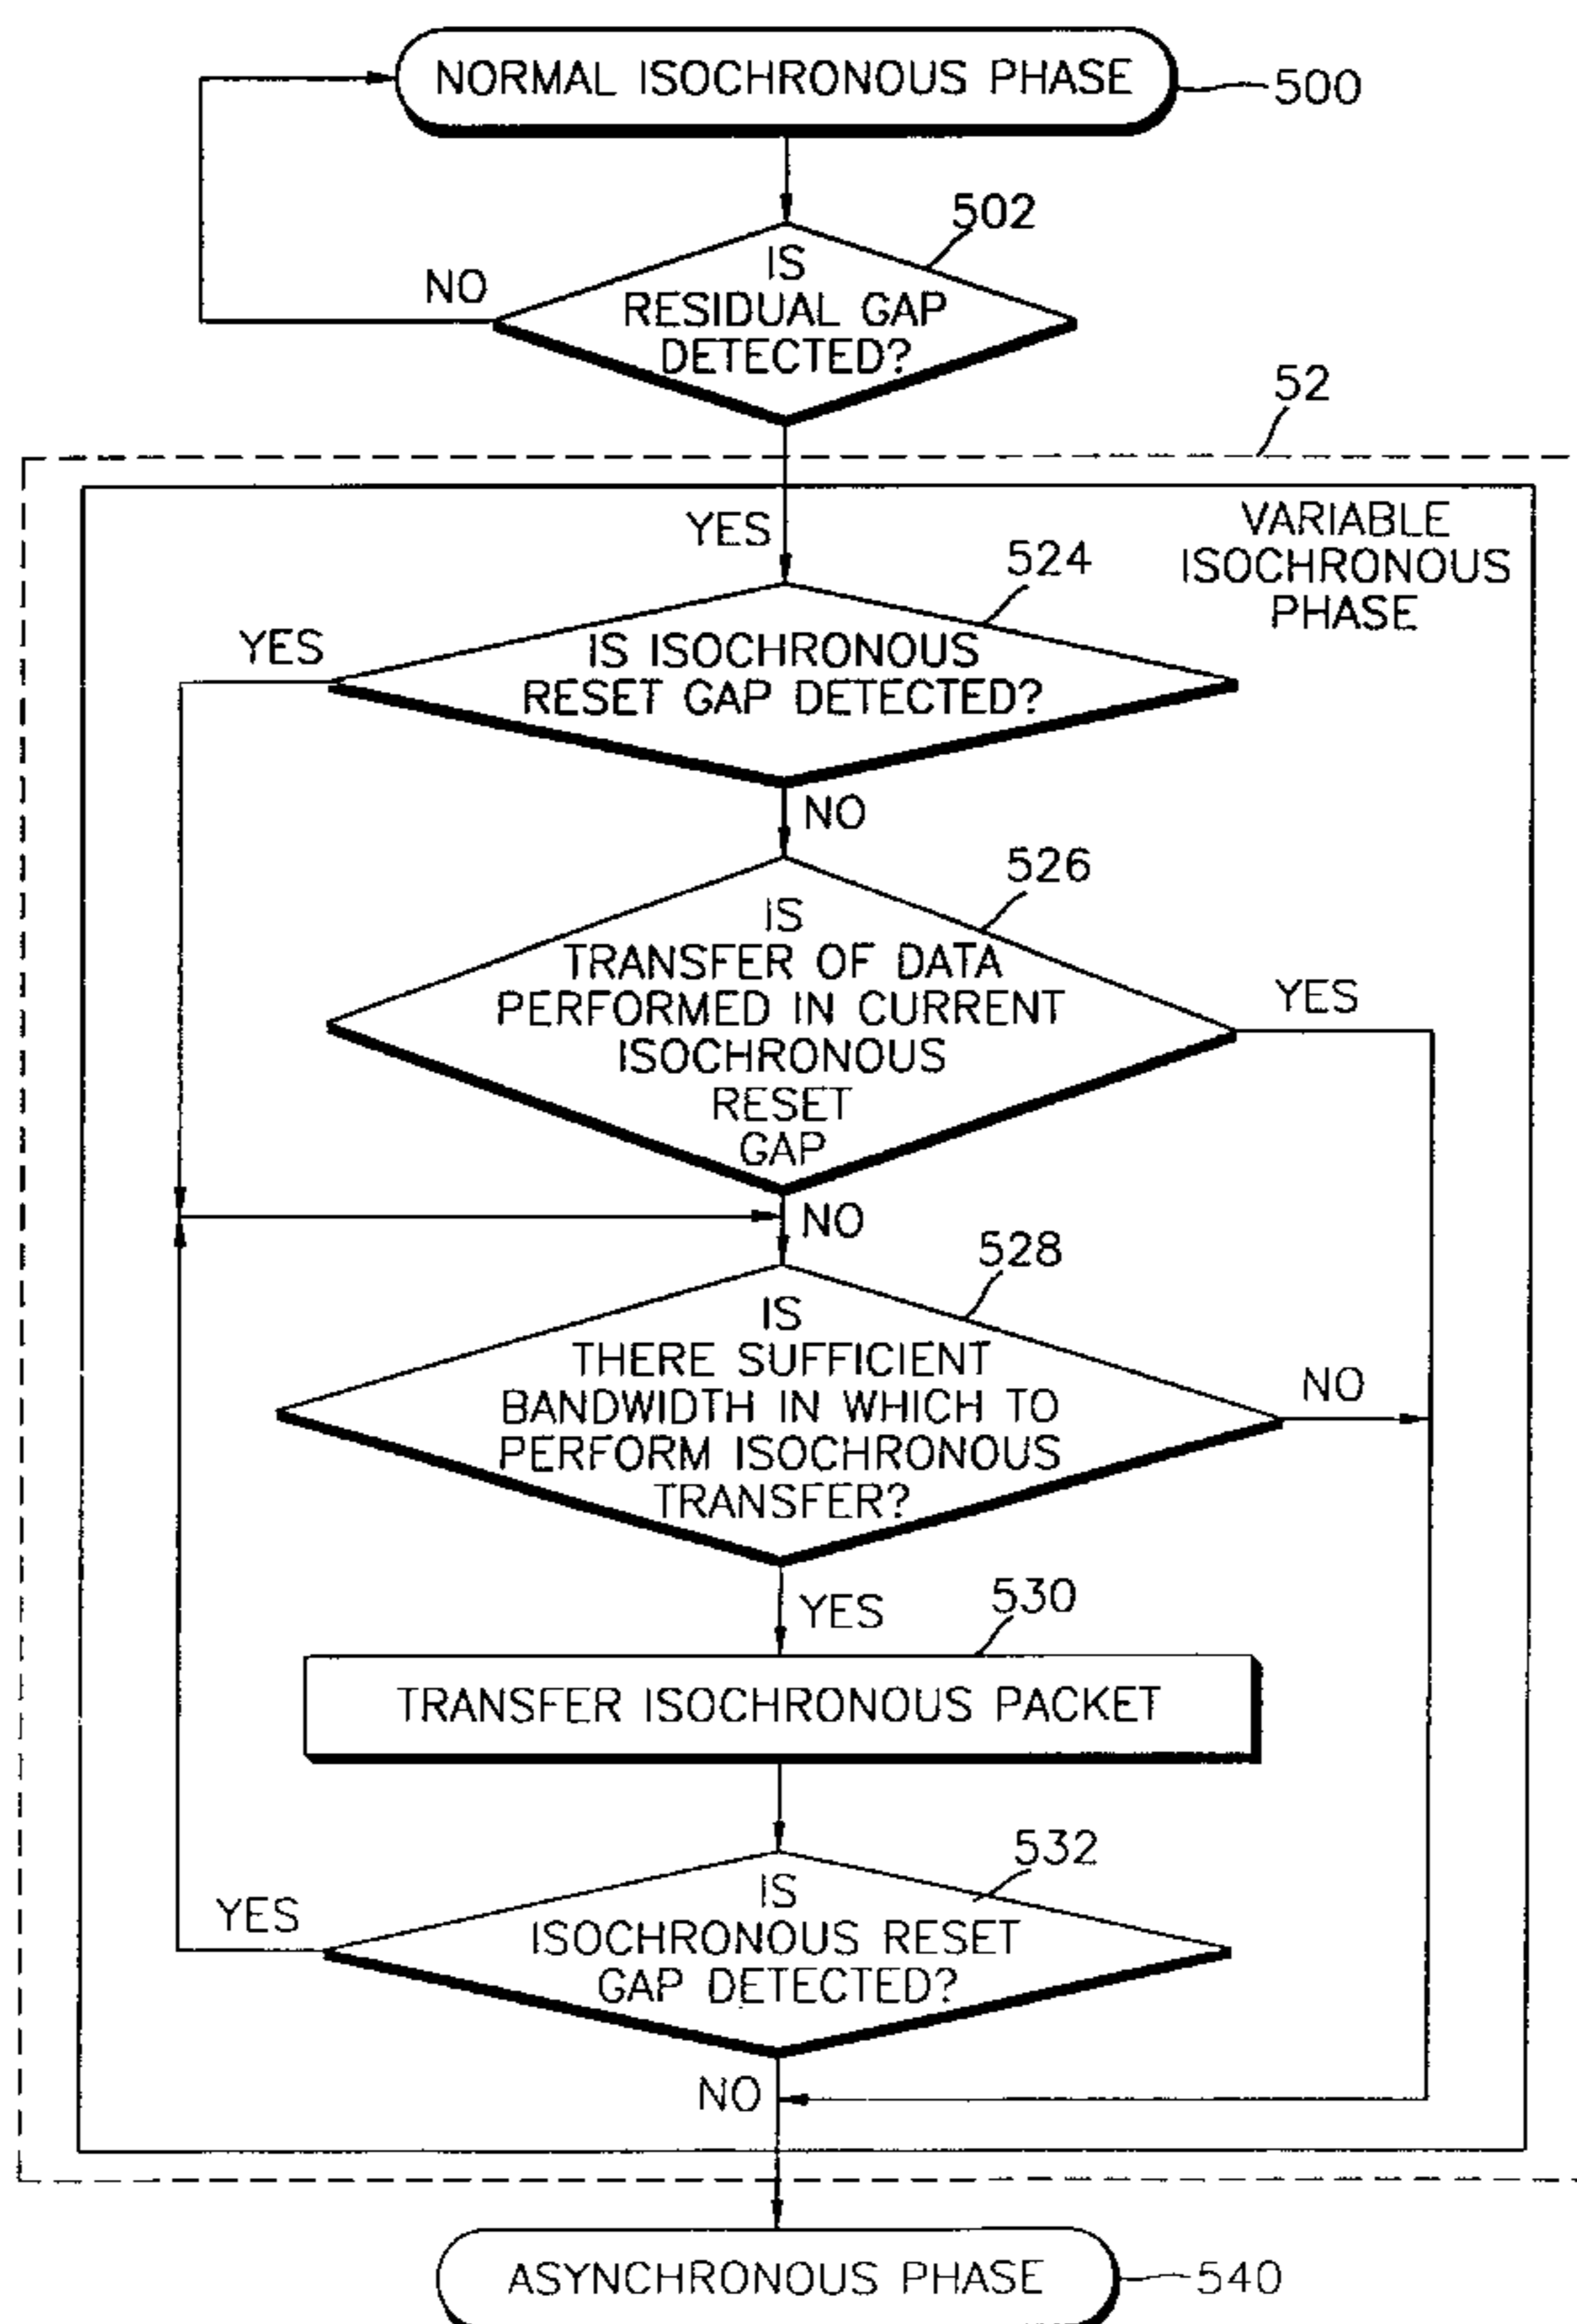 NORMAL ISOCHRONOUS PHASE
500
502
NO
IS
RESIDUAL GAP
DETECTED?
52
YES
VARIABLE
ISOCHRONOUS
PHASE
524
YES
IS ISOCHRONOUS
RESET GAP DETECTED?
NO
526
IS
TRANSFER OF DATA
PERFORMED IN CURRENT
ISOCHRONOUS
RESET
GAP
YES
NO
528
IS
THERE SUFFICIENT
BANDWIDTH IN WHICH TO
PERFORM ISOCHRONOUS
TRANSFER?
NO
YES
530
TRANSFER ISOCHRONOUS PACKET
532
YES
IS
ISOCHRONOUS RESET
GAP DETECTED?
NO
ASYNCHRONOUS PHASE
540